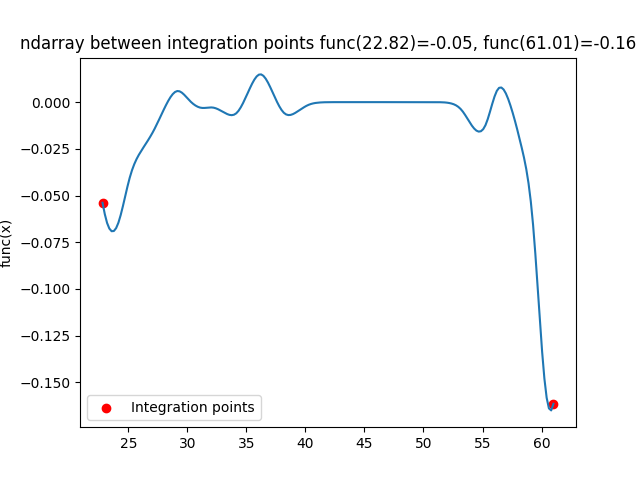 ndarray between integration points func(22.82)=-0.05, func(61.01)=-0.16
func(x)
0.000
−0.025
−0.050
−0.075
−0.100
−0.125
−0.150
Integration points
25 30 35 40 45 50 55 60